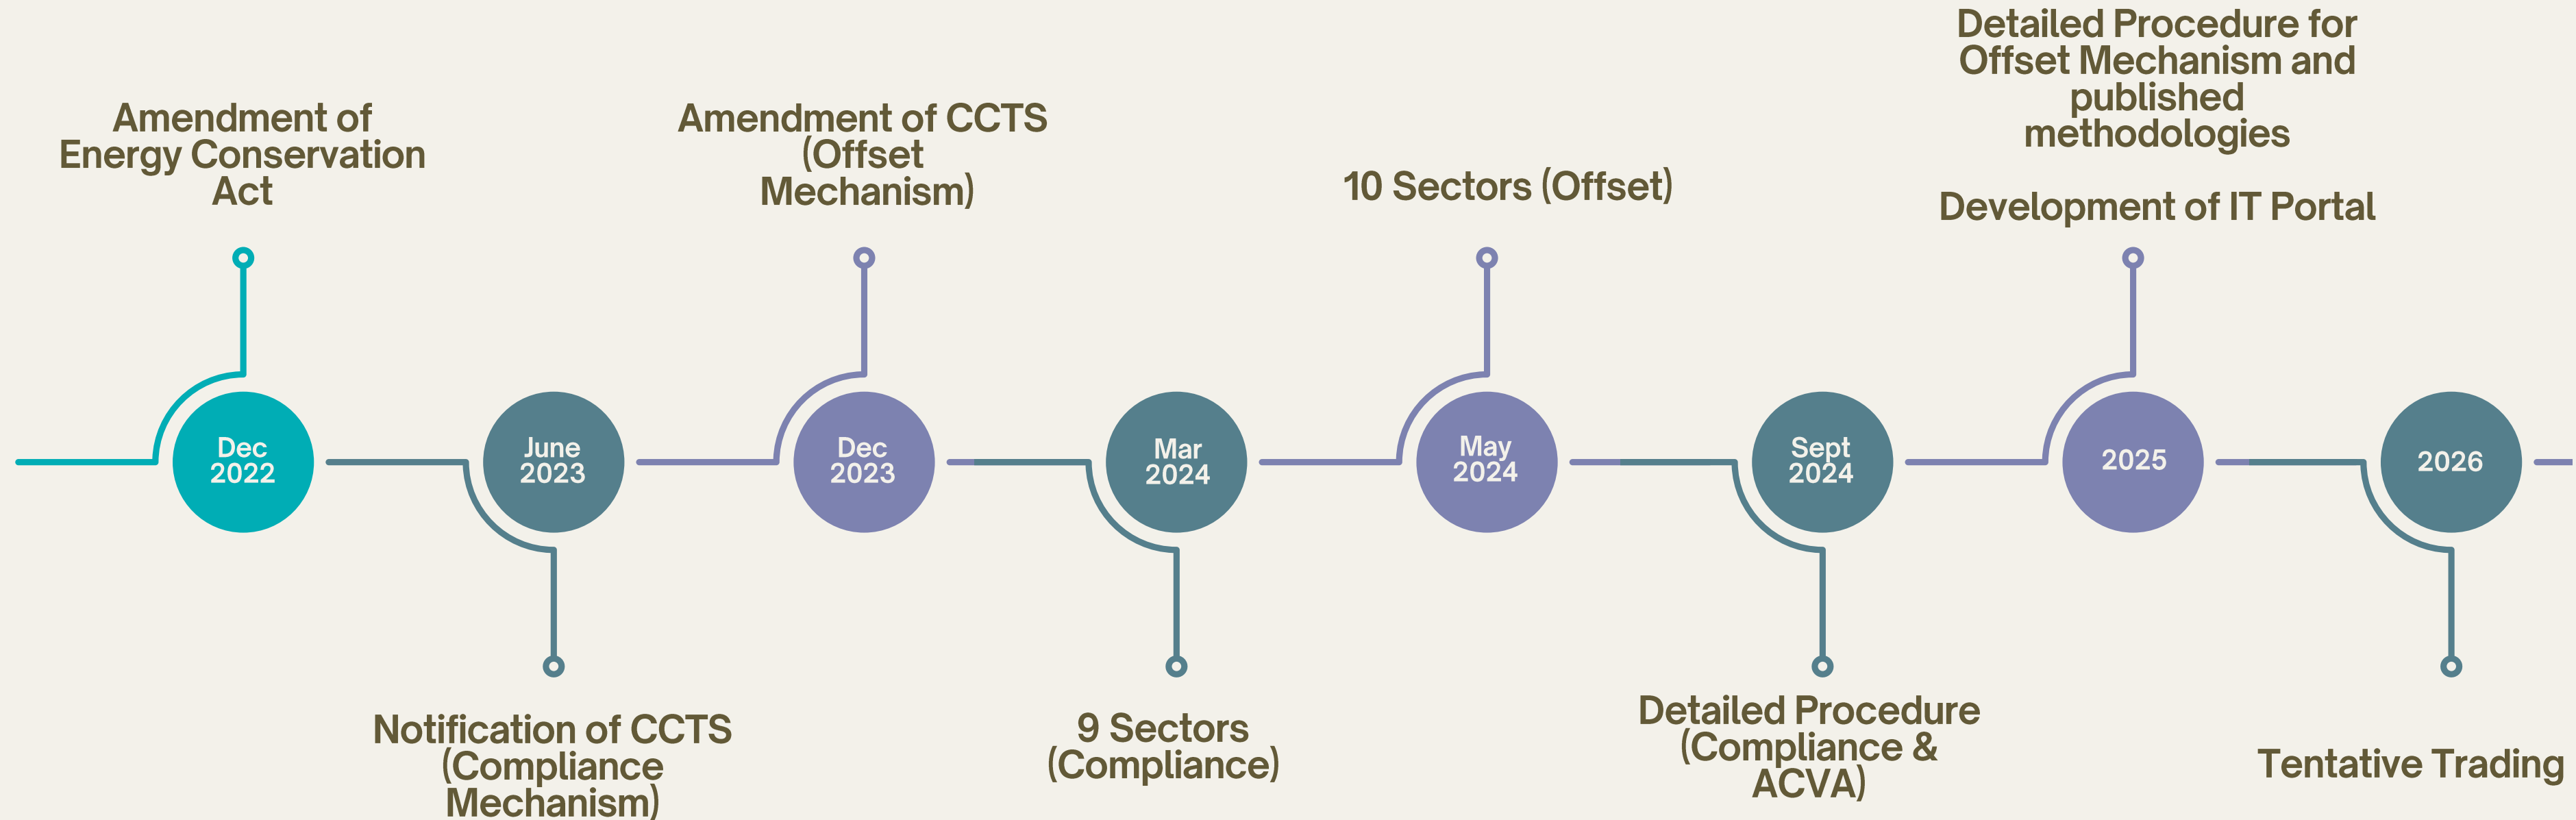 Amendment of
Energy Conservation
Act
Dec
2022
June
2023
Notification of CCTS
(Compliance
Mechanism)
Amendment of CCTS
(Offset
Mechanism)
Dec
2023
Mar
2024
9 Sectors
(Compliance)
10 Sectors (Offset)
May
2024
Sept
2024
Detailed Procedure
(Compliance &
ACVA)
Detailed Procedure for
Offset Mechanism and
published
methodologies
Development of IT Portal
2025
2026
Tentative Trading